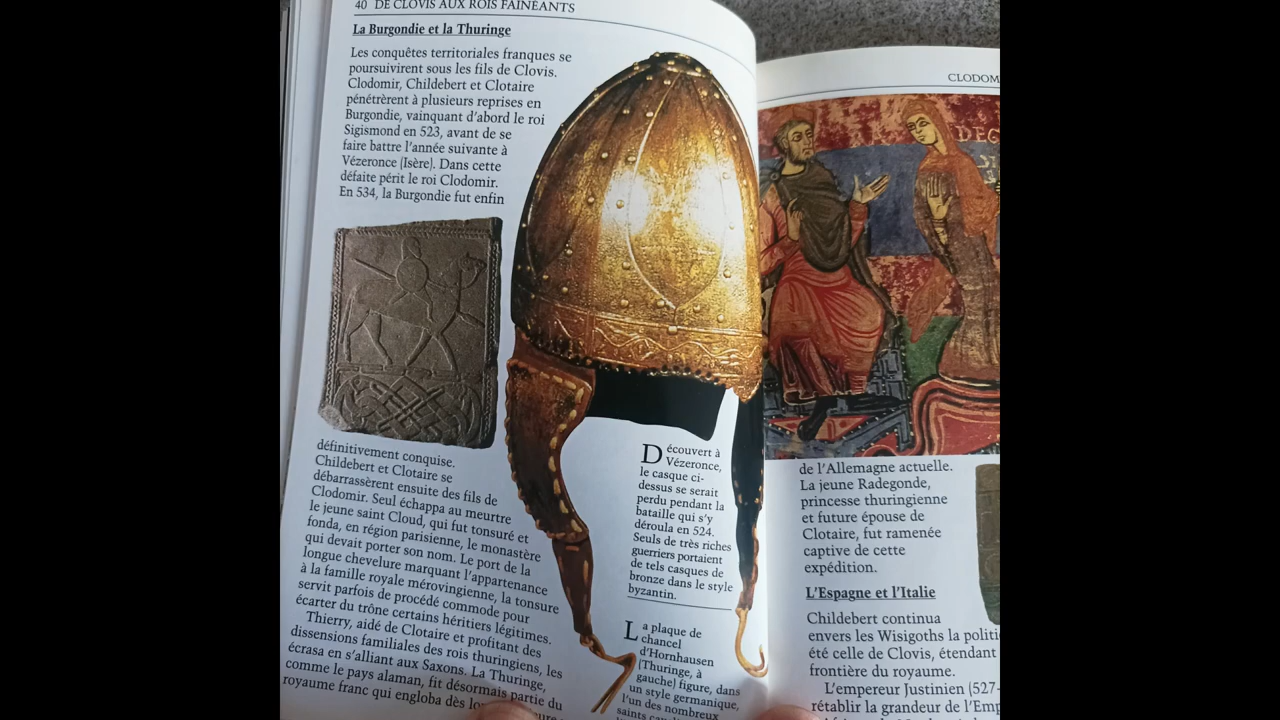 40 DE CLOVIS AUX ROIS FAINÉANTS
La Burgondie et la Thuringe
Les conquêtes territoriales franques se
poursuivirent sous les fils de Clovis.
Clodomir, Childebert et Clotaire
pénétrèrent à plusieurs reprises en
Burgondie, vainquant d'abord le roi
Sigismond en 523, avant de se
faire battre l'année suivante à
Vézeronce (Isère). Dans cette
défaite périt le roi Clodomir.
En 534, la Burgondie fut enfin
définitivement conquise.
Childebert et Clotaire se
débarrassèrent ensuite des fils de
Clodomir. Seul échappa au meurtre
le jeune saint Cloud, qui fut tonsuré et
fonda, en région parisienne, le monastère
qui devait porter son nom. Le port de la
longue chevelure marquant l'appartenance
à la famille royale mérovingienne, la tonsure
servit parfois de procédé commode pour
écarter du trône certains héritiers légitimes.
Thierry, aidé de Clotaire et profitant des
dissensions familiales des rois thuringiens, les
écrasa en s'alliant aux Saxons. La Thuringe,
comme le pays alaman, fit désormais partie du
royaume franc qui engloba dès
Découvert à
Vézeronce,
le casque ci-
dessus se serait
perdu pendant la
bataille qui s'y
déroula en 524.
Seuls de très riches
guerriers portaient
de tels casques de
bronze dans le style
byzantin.
La plaque de
chancel
d'Hornhausen
(Thuringe, à
gauche) figure, dans
un style germanique,
l'un des nombreux
saints
CLODOM
de l'Allemagne actuelle.
La jeune Radegonde,
princesse thuringienne
et future épouse de
Clotaire, fut ramenée
captive de cette
expédition.
L'Espagne et l'Italie
Childebert continua
envers les Wisigoths la politi
été celle de Clovis, étendant
frontière du royaume.
L'empereur Justinien (527-
rétablir la grandeur de l'Emp